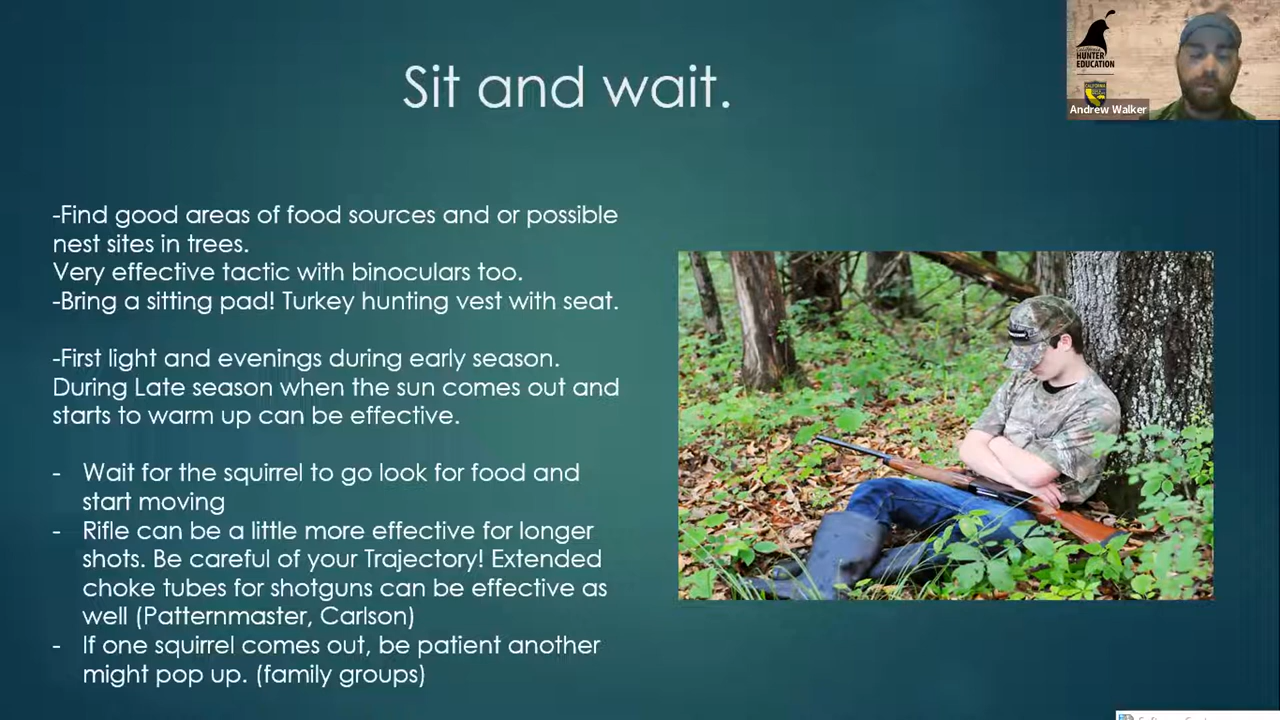 Sit and wait.
HUNTER
EDUCATION
CALIFORNIA
Andrew Walker
-Find good areas of food sources and or possible
nest sites in trees.
Very effective tactic with binoculars too.
-Bring a sitting pad! Turkey hunting vest with seat.
-First light and evenings during early season.
During Late season when the sun comes out and
starts to warm up can be effective.
- Wait for the squirrel to go look for food and
start moving
- Rifle can be a little more effective for longer
shots. Be careful of your Trajectory! Extended
choke tubes for shotguns can be effective as
well (Patternmaster, Carlson)
- If one squirrel comes out, be patient another
might pop up. (family groups)